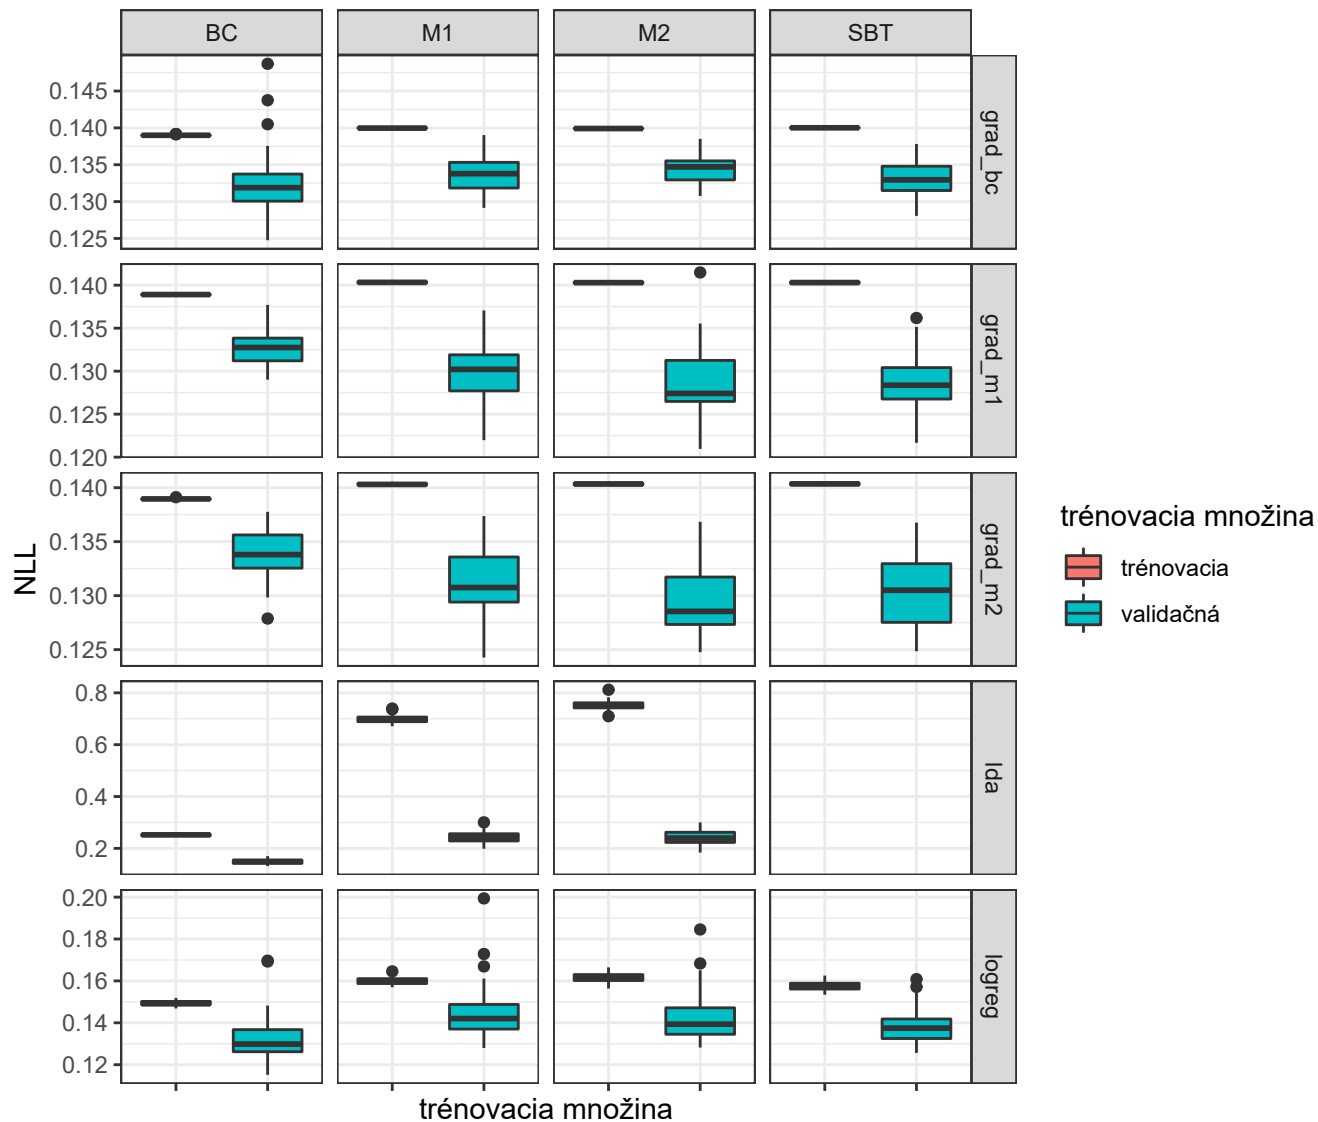 BC M1 M2 SBT
0.145
0.140
0.135
0.130
0.125
grad_bc
0.140
0.135
0.130
0.125
0.120
grad_m1
0.140
0.135
0.130
0.125
grad_m2
0.8
0.6
0.4
0.2
lda
0.20
0.18
0.16
0.14
0.12
logreg
NLL
trénovacia množina
trénovacia množina
trénovacia
validačná